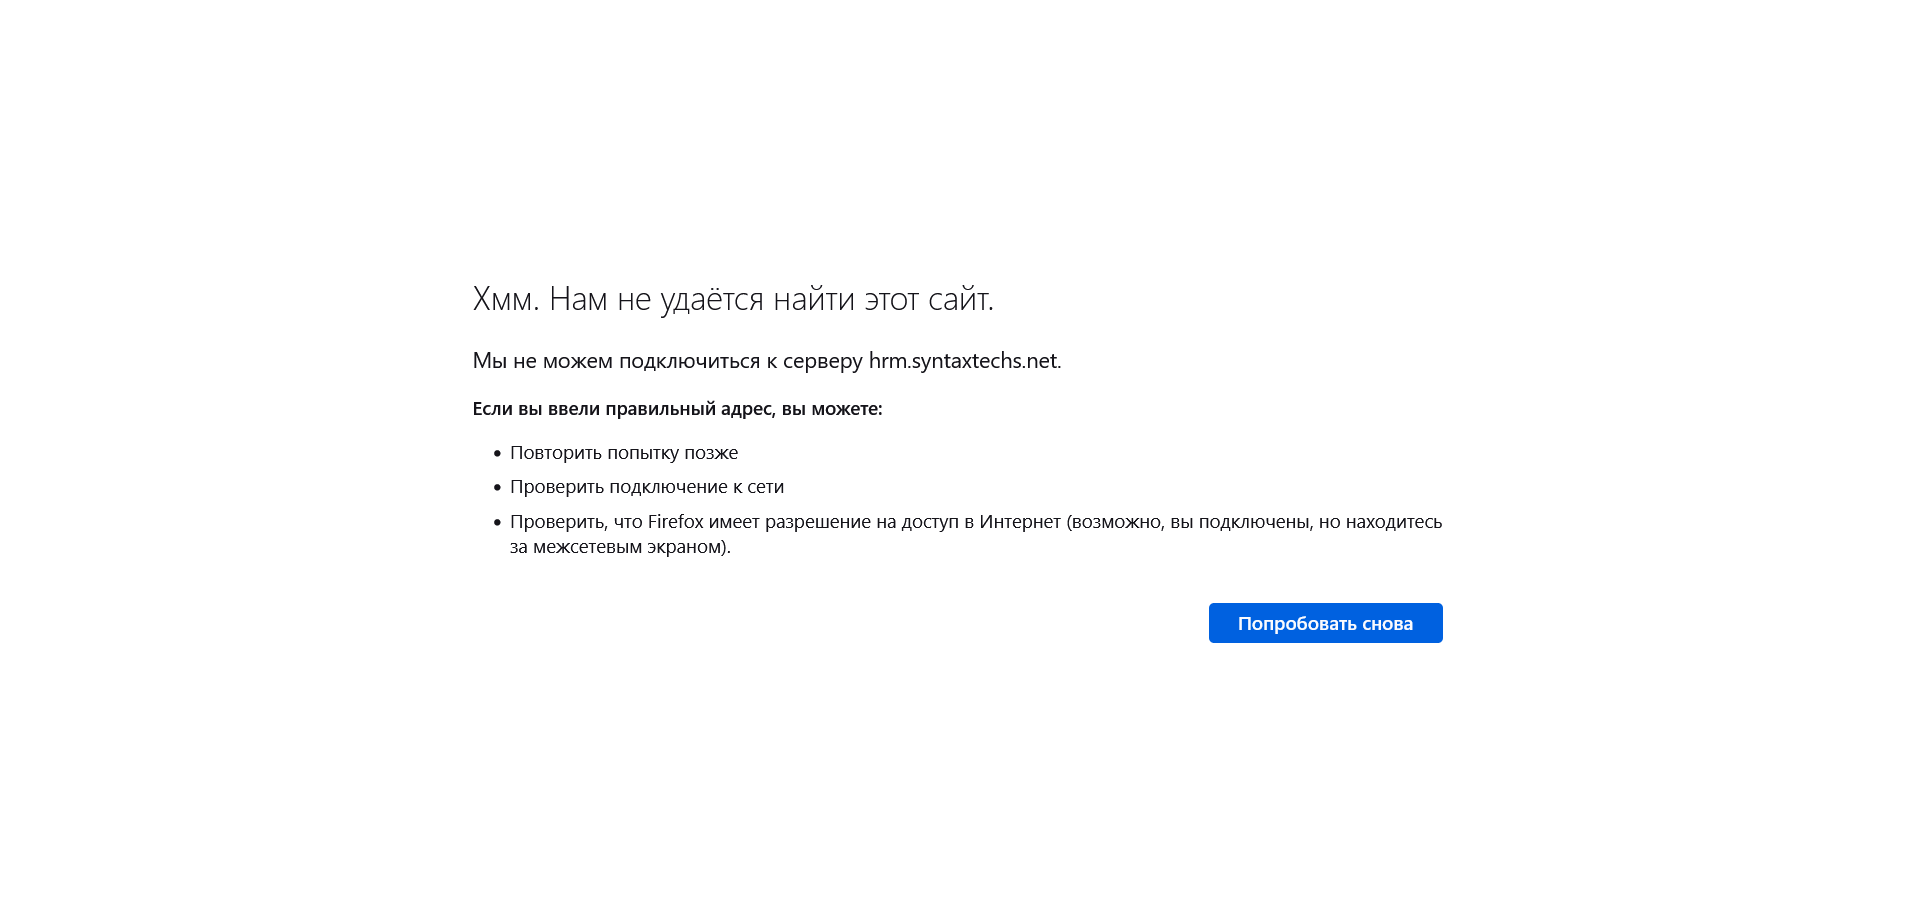 Хмм. Нам не удаётся найти этот сайт.
Мы не можем подключиться к серверу hrm.syntaxtechs.net.
Если вы ввели правильный адрес, вы можете:
• Повторить попытку позже
• Проверить подключение к сети
• Проверить, что Firefox имеет разрешение на доступ в Интернет (возможно, вы подключены, но находитесь
за межсетевым экраном).
Попробовать снова